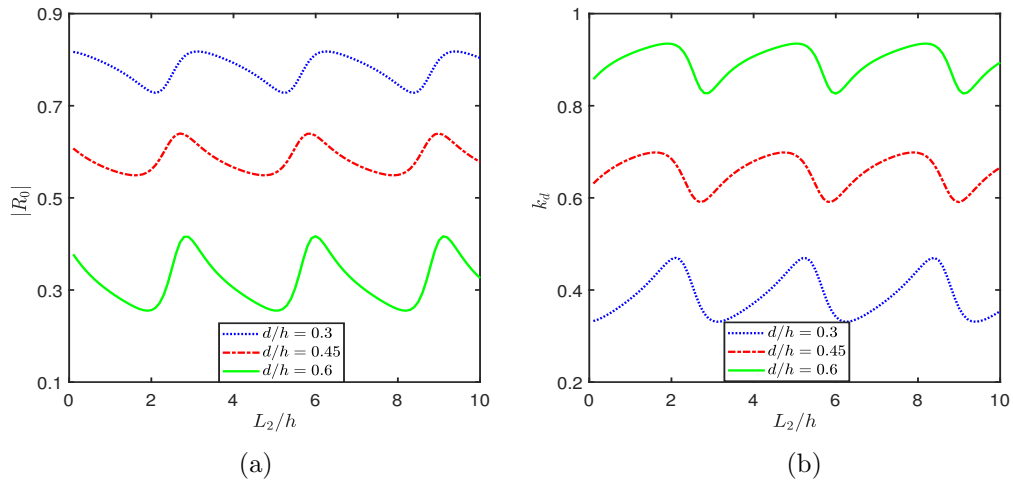 0.9
0.7
0.5
0.3
0.1
|R₀|
0 2 4 6 8 10
L₂/h
d/h = 0.3
d/h = 0.45
d/h = 0.6
(a)
1
0.8
0.6
0.4
0.2
k_d
0 2 4 6 8 10
L₂/h
d/h = 0.3
d/h = 0.45
d/h = 0.6
(b)